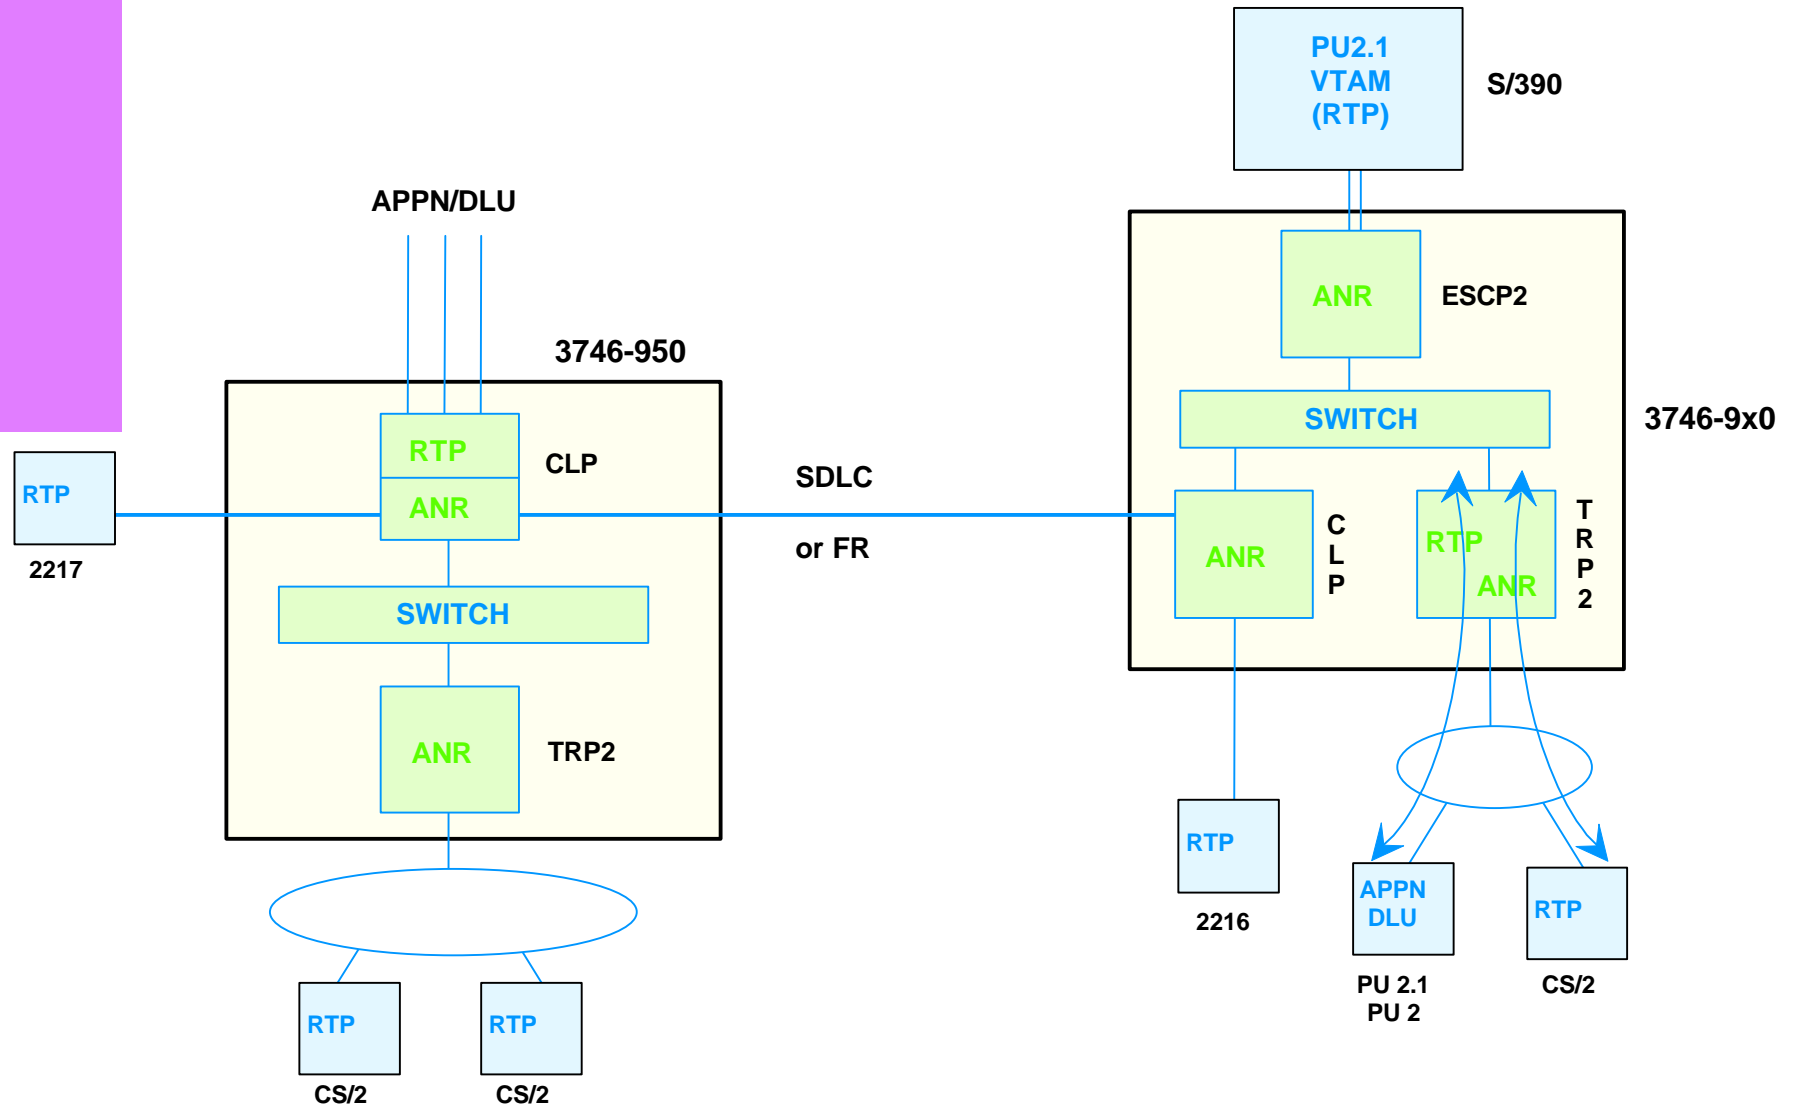 PU2.1
VTAM
(RTP)
S/390
APPN/DLU
ANR
ESCP2
3746-950
SWITCH
3746-9x0
RTP
CLP
ANR
SDLC
or FR
RTP
2217
ANR
C
L
P
RTP
ANR
T
R
P
2
SWITCH
ANR
TRP2
RTP
2216
APPN
DLU
PU 2.1
PU 2
RTP
CS/2
RTP
CS/2
RTP
CS/2